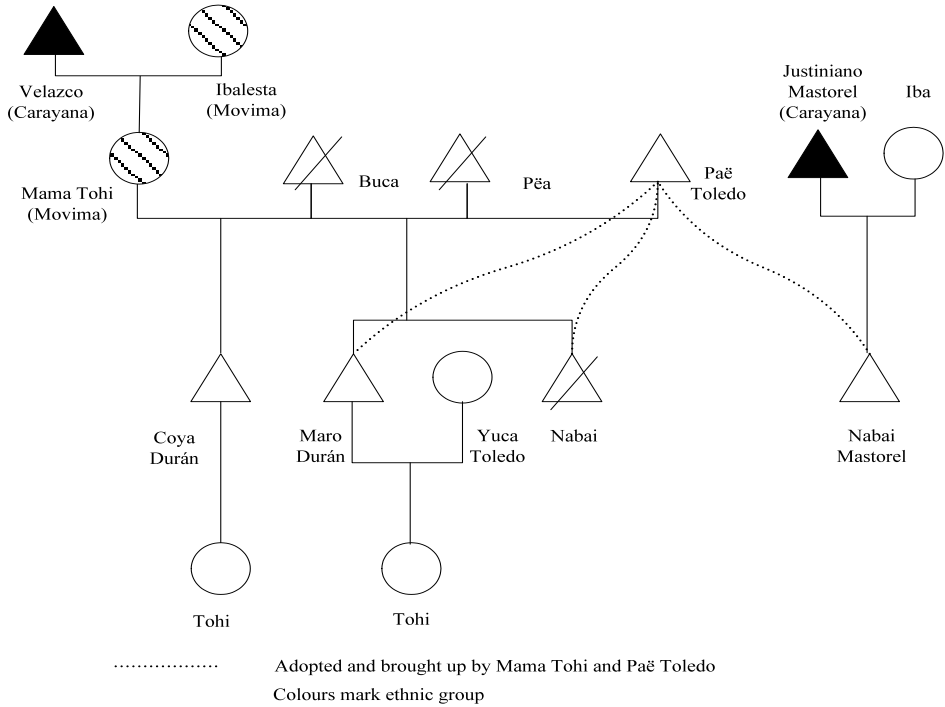 Velazco
(Carayana)
Ibalesta
(Movima)
Justiniano
Mastorel
(Carayana)
Iba
Mama Tohi
(Movima)
Buca
Pëa
Paë
Toledo
Coya
Durán
Maro
Durán
Yuca
Toledo
Nabai
Nabai
Mastorel
Tohi
Tohi
Adopted and brought up by Mama Tohi and Paë Toledo
Colours mark ethnic group